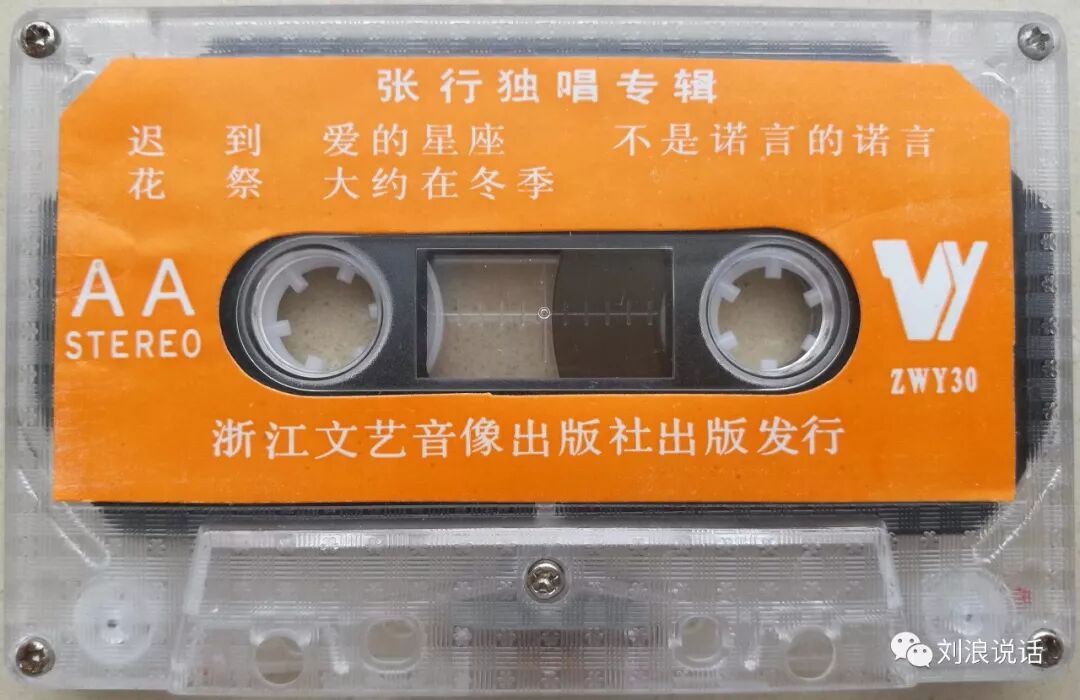 张行独唱专辑
迟到 爱的星座 不是诺言的诺言
花祭 大约在冬季
AA
STEREO
VY
ZWY30
浙江文艺音像出版社出版发行
刘浪说话